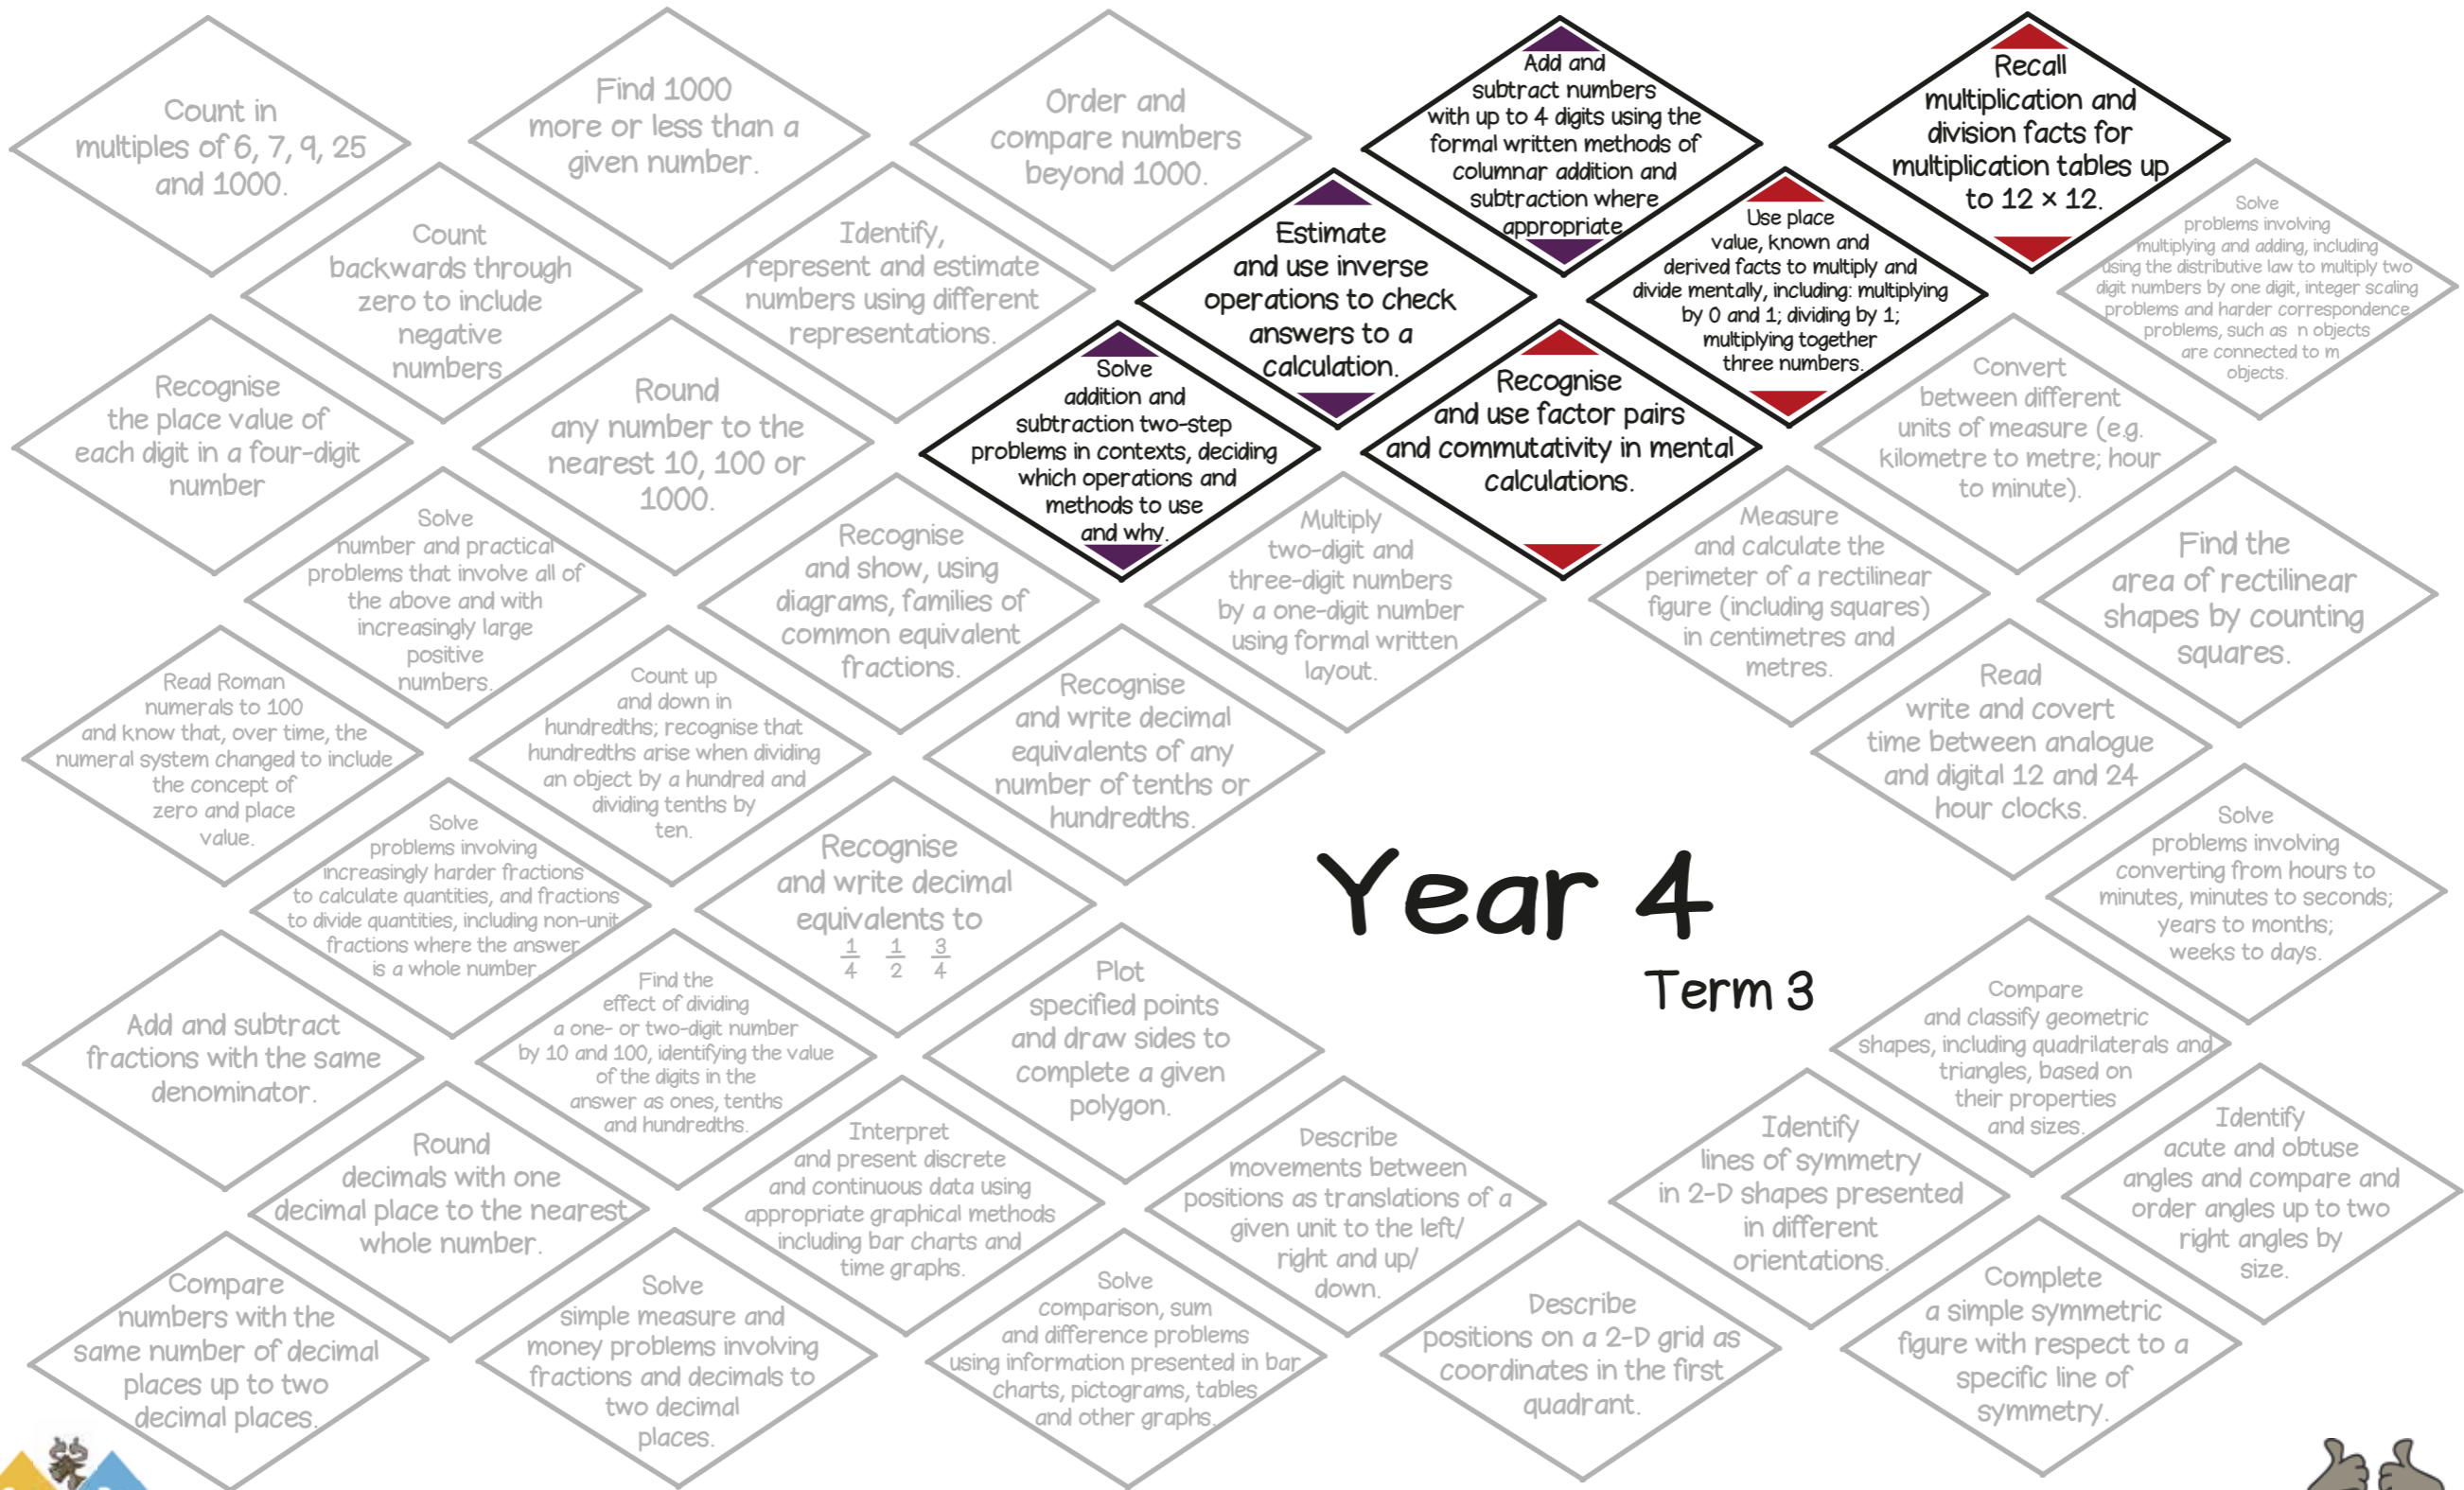 Count in
multiples of 6, 7, 9, 25
and 1000.
Find 1000
more or less than a
given number.
Order and
compare numbers
beyond 1000.
Add and
subtract numbers
with up to 4 digits using the
formal written methods of
columnar addition and
subtraction where
appropriate
Recall
multiplication and
division facts for
multiplication tables up
to 12 × 12.
Count
backwards through
zero to include
negative
numbers
Identify,
represent and estimate
numbers using different
representations.
Estimate
and use inverse
operations to check
answers to a
calculation.
Use place
value, known and
derived facts to multiply and
divide mentally, including: multiplying
by 0 and 1; dividing by 1;
multiplying together
three numbers.
Solve
problems involving
multiplying and adding, including
using the distributive law to multiply two
digit numbers by one digit, integer scaling
problems and harder correspondence
problems, such as n objects
are connected to m
objects.
Recognise
the place value of
each digit in a four-digit
number
Round
any number to the
nearest 10, 100 or
1000.
Solve
addition and
subtraction two-step
problems in contexts, deciding
which operations and
methods to use
and why.
Recognise
and use factor pairs
and commutativity in mental
calculations.
Convert
between different
units of measure (e.g.
kilometre to metre; hour
to minute).
Solve
number and practical
problems that involve all of
the above and with
increasingly large
positive
numbers.
Recognise
and show, using
diagrams, families of
common equivalent
fractions.
Multiply
two-digit and
three-digit numbers
by a one-digit number
using formal written
layout.
Measure
and calculate the
perimeter of a rectilinear
figure (including squares)
in centimetres and
metres.
Find the
area of rectilinear
shapes by counting
squares.
Read Roman
numerals to 100
and know that, over time, the
numeral system changed to include
the concept of
zero and place
value.
Count up
and down in
hundredths; recognise that
hundredths arise when dividing
an object by a hundred and
dividing tenths by
ten.
Recognise
and write decimal
equivalents of any
number of tenths or
hundredths.
Read
write and covert
time between analogue
and digital 12 and 24
hour clocks.
Solve
problems involving
increasingly harder fractions
to calculate quantities, and fractions
to divide quantities, including non-unit
fractions where the answer
is a whole number.
Recognise
and write decimal
equivalents to
1/4 1/2 3/4
Year 4
Term 3
Solve
problems involving
converting from hours to
minutes, minutes to seconds;
years to months;
weeks to days.
Add and subtract
fractions with the same
denominator.
Find the
effect of dividing
a one- or two-digit number
by 10 and 100, identifying the value
of the digits in the
answer as ones, tenths
and hundredths.
Plot
specified points
and draw sides to
complete a given
polygon.
Compare
and classify geometric
shapes, including quadrilaterals and
triangles, based on
their properties
and sizes.
Round
decimals with one
decimal place to the nearest
whole number.
Interpret
and present discrete
and continuous data using
appropriate graphical methods
including bar charts and
time graphs.
Describe
movements between
positions as translations of a
given unit to the left/
right and up/
down.
Identify
lines of symmetry
in 2-D shapes presented
in different
orientations.
Identify
acute and obtuse
angles and compare and
order angles up to two
right angles by
size.
Compare
numbers with the
same number of decimal
places up to two
decimal places.
Solve
simple measure and
money problems involving
fractions and decimals to
two decimal
places.
Solve
comparison, sum
and difference problems
using information presented in bar
charts, pictograms, tables
and other graphs.
Describe
positions on a 2-D grid as
coordinates in the first
quadrant.
Complete
a simple symmetric
figure with respect to a
specific line of
symmetry.